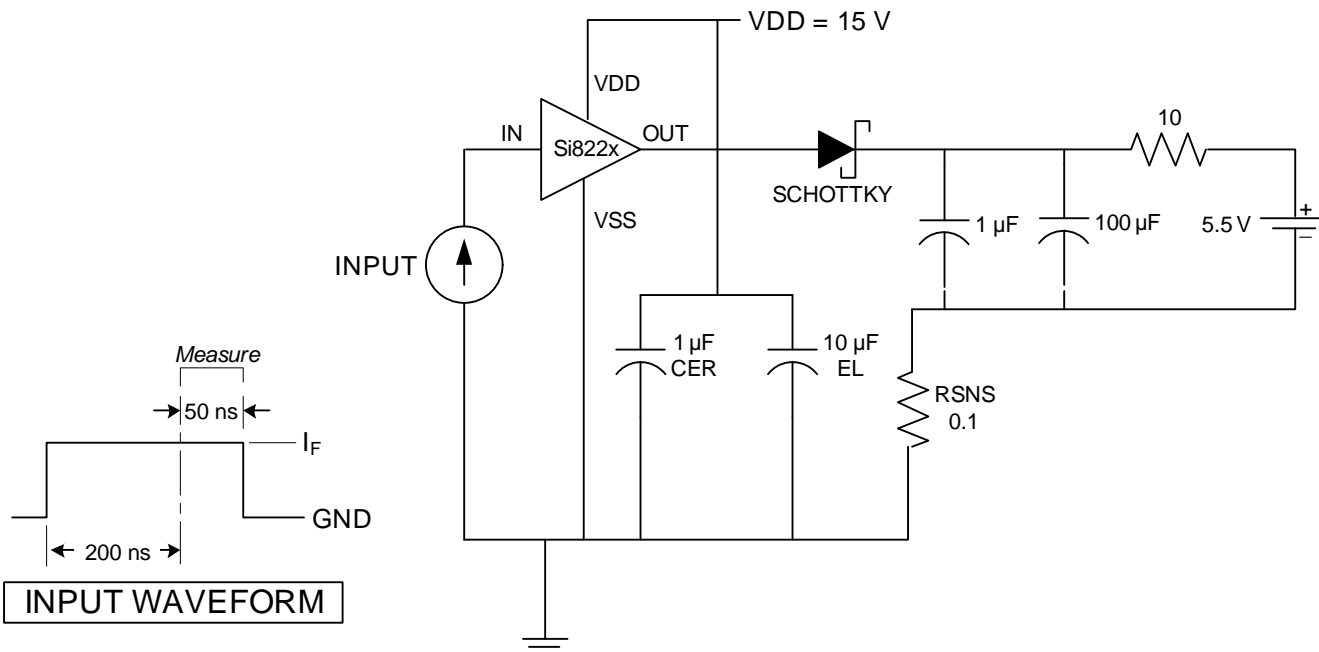 VDD = 15 V
VDD
IN
Si822x
OUT
10
SCHOTTKY
1 µF
100 µF
5.5 V
+
–
VSS
INPUT
1 µF
CER
10 µF
EL
RSNS
0.1
Measure
50 ns
IF
GND
200 ns
INPUT WAVEFORM